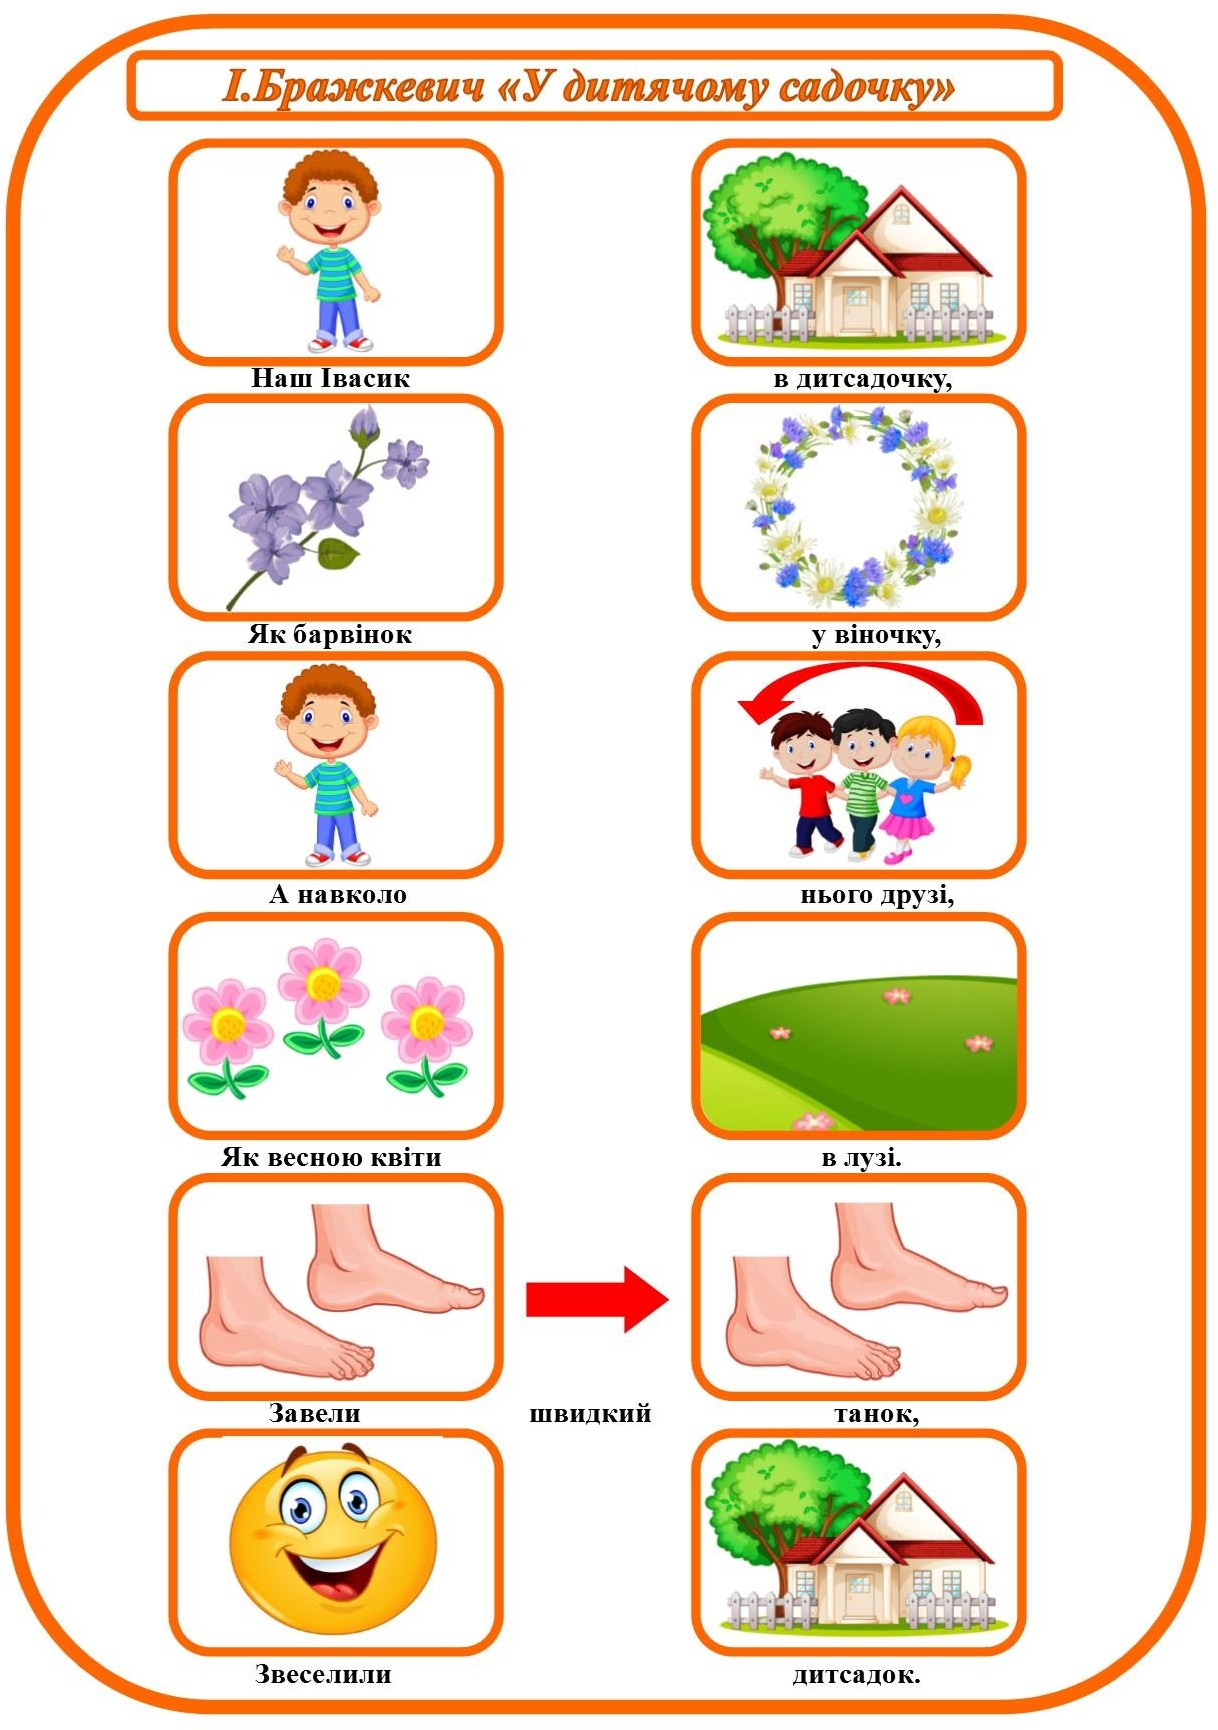 І.Бражкевич «У дитячому садочку»
Наш Івасик в дитсадочку,
Як барвінок у віночку,
А навколо нього друзі,
Як весною квіти в лузі.
Завели швидкий танок,
Звеселили дитсадок.